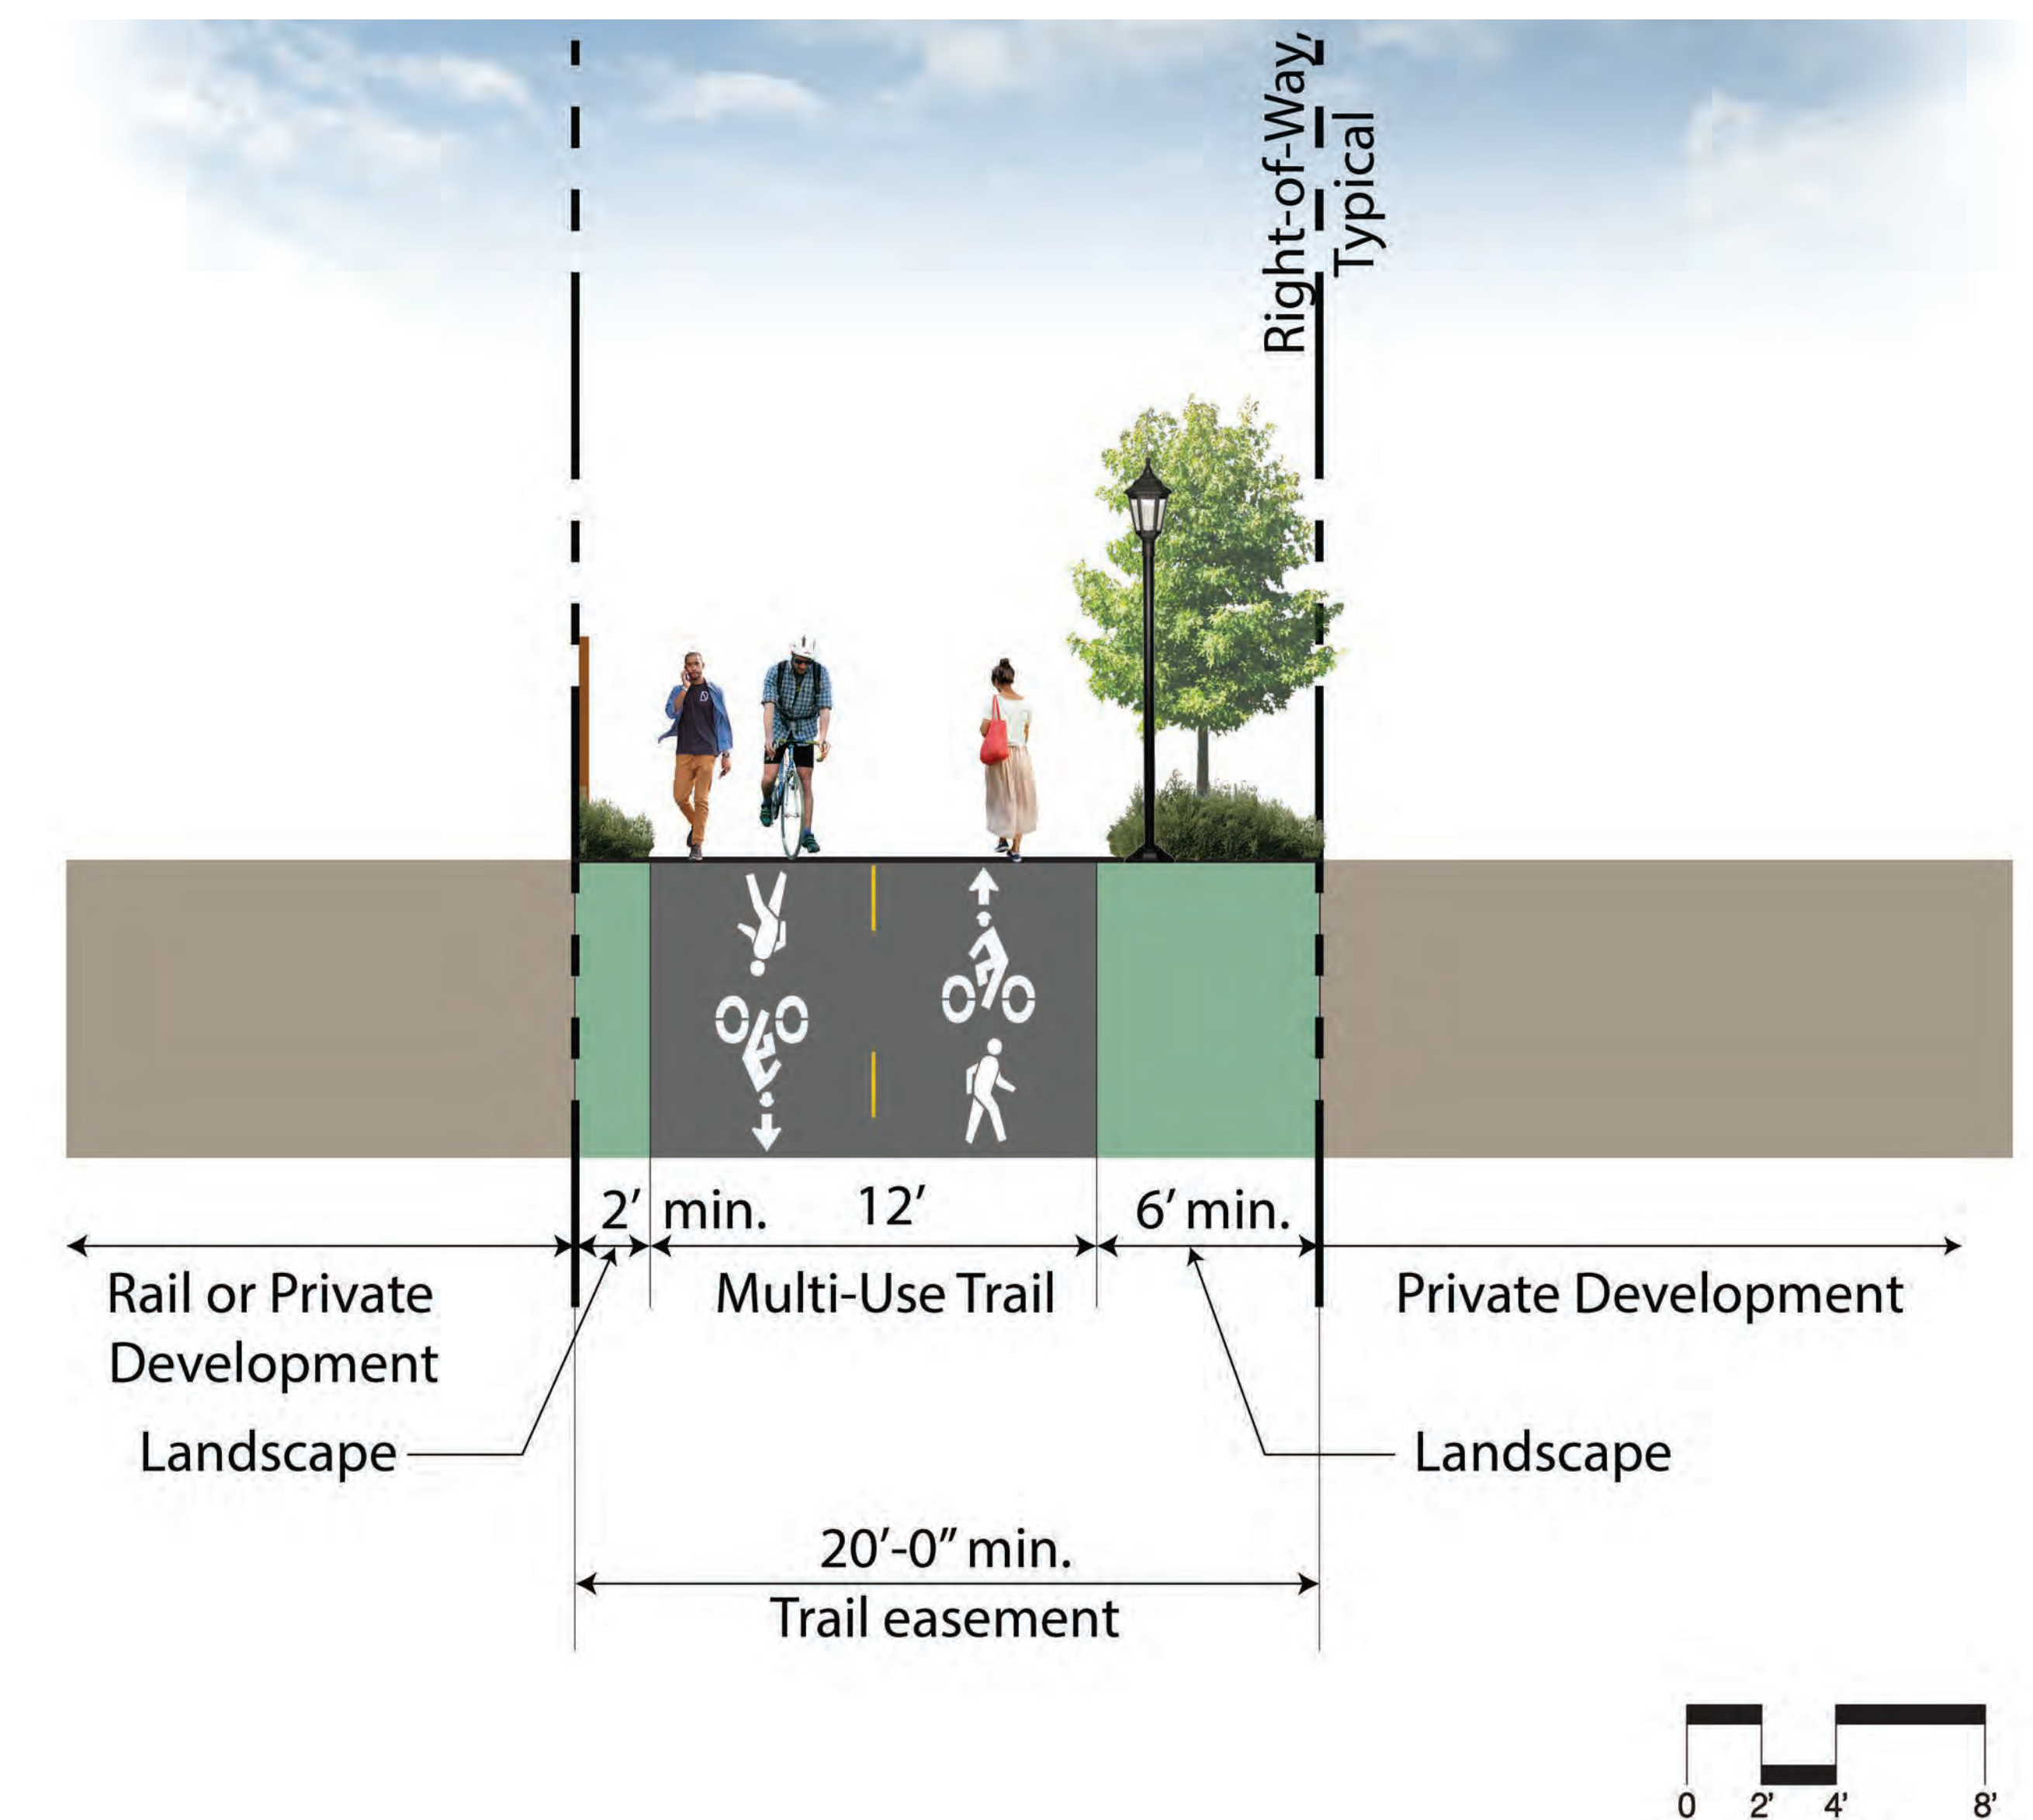 Right-of-Way,
Typical
2’ min.
12’
6’ min.
Rail or Private
Development
Multi-Use Trail
Private Development
Landscape
Landscape
20’-0” min.
Trail easement
0 2' 4' 8'